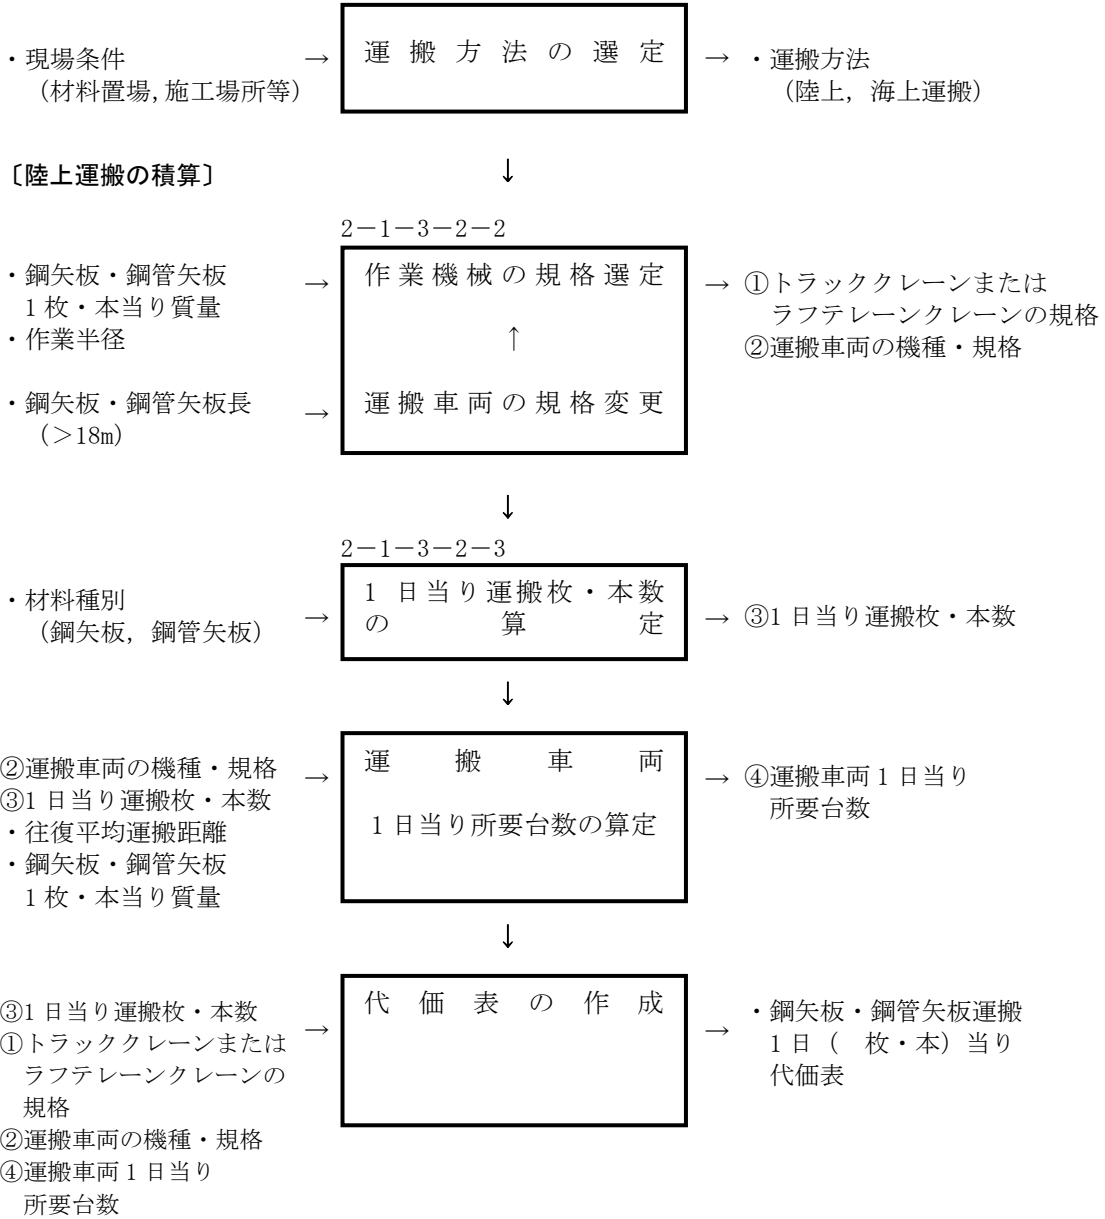 運搬方法の選定
・現場条件
（材料置場,施工場所等）
→
→
・運搬方法
（陸上，海上運搬）
〔陸上運搬の積算〕
↓
2－1－3－2－2
作業機械の規格選定
・鋼矢板・鋼管矢板
1枚・本当り質量
・作業半径
→
→
①トラッククレーンまたは
ラフテレーンクレーンの規格
②運搬車両の機種・規格
↑
・鋼矢板・鋼管矢板長
（＞18m）
→
運搬車両の規格変更
↓
2－1－3－2－3
・材料種別
（鋼矢板，鋼管矢板）
→
1 日当り運搬枚・本数
の算定
→
③1 日当り運搬枚・本数
↓
②運搬車両の機種・規格
③1 日当り運搬枚・本数
・往復平均運搬距離
・鋼矢板・鋼管矢板
1枚・本当り質量
→
運搬車両
1日当り所要台数の算定
→
④運搬車両1日当り
所要台数
↓
③1 日当り運搬枚・本数
①トラッククレーンまたは
ラフテレーンクレーンの
規格
②運搬車両の機種・規格
④運搬車両1日当り
所要台数
→
代価表の作成
→
・鋼矢板・鋼管矢板運搬
1日（　枚・本）当り
代価表